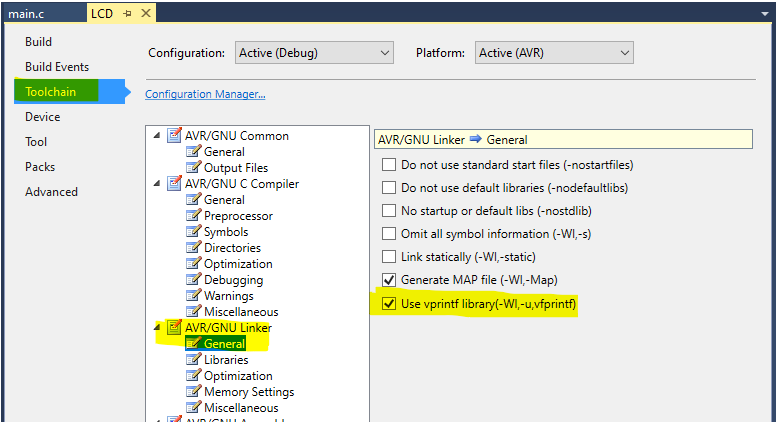 main.c LCD
Build
Build Events
Toolchain
Device
Tool
Packs
Advanced
Configuration: Active (Debug) Platform: Active (AVR)
Configuration Manager...
AVR/GNU Common
General
Output Files
AVR/GNU C Compiler
General
Preprocessor
Symbols
Directories
Optimization
Debugging
Warnings
Miscellaneous
AVR/GNU Linker
General
Libraries
Optimization
Memory Settings
Miscellaneous
AVR/GNU Linker General
Do not use standard start files (-nostartfiles)
Do not use default libraries (-nodefaultlibs)
No startup or default libs (-nostdlib)
Omit all symbol information (-Wl,-s)
Link statically (-Wl,-static)
Generate MAP file (-Wl,-Map)
Use vprintf library(-Wl,-u,vfprintf)